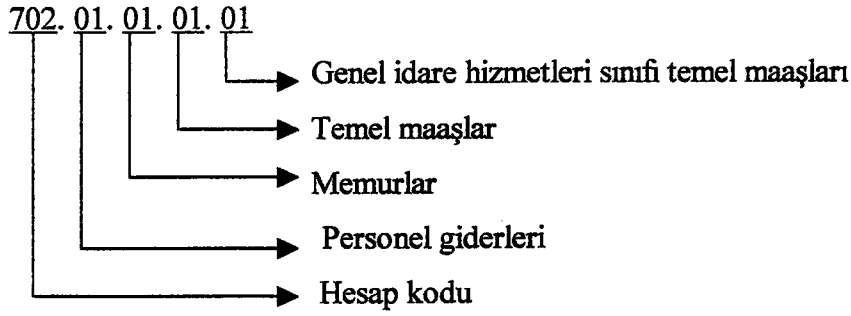 702. 01. 01. 01. 01
Genel idare hizmetleri sınıfi temel maaşları
Temel maaşlar
Memurlar
Personel giderleri
Hesap kodu